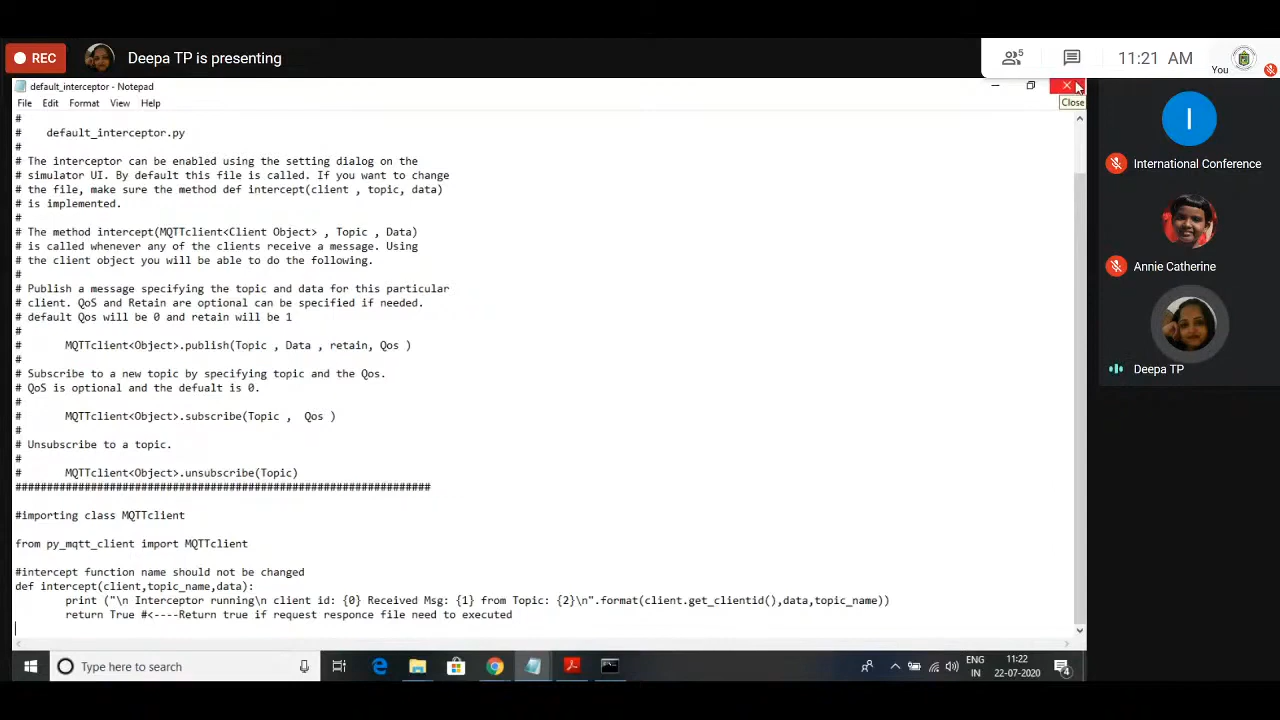 REC
Deepa TP is presenting
5
11:21 AM
You
default_interceptor - Notepad
Close
File Edit Format View Help
#
# default_interceptor.py
#
# The interceptor can be enabled using the setting dialog on the
# simulator UI. By default this file is called. If you want to change
# the file, make sure the method def intercept(client , topic, data)
# is implemented.
#
# The method intercept(MQTTclient<Client Object> , Topic , Data)
# is called whenever any of the clients receive a message. Using
# the client object you will be able to do the following.
#
# Publish a message specifying the topic and data for this particular
# client. QoS and Retain are optional can be specified if needed.
# default Qos will be 0 and retain will be 1
#
# MQTTclient<Object>.publish(Topic , Data , retain, Qos )
#
# Subscribe to a new topic by specifying topic and the Qos.
# QoS is optional and the defualt is 0.
#
# MQTTclient<Object>.subscribe(Topic ,  Qos )
#
# Unsubscribe to a topic.
#
# MQTTclient<Object>.unsubscribe(Topic)
##################################################################
#importing class MQTTclient
from py_mqtt_client import MQTTclient
#intercept function name should not be changed
def intercept(client,topic_name,data):
print ("\n Interceptor running\n client id: {0} Received Msg: {1} from Topic: {2}\n".format(client.get_clientid(),data,topic_name))
return True #<----Return true if request responce file need to executed
I
International Conference
Annie Catherine
Deepa TP
Type here to search
ENG
IN
11:22
22-07-2020
4